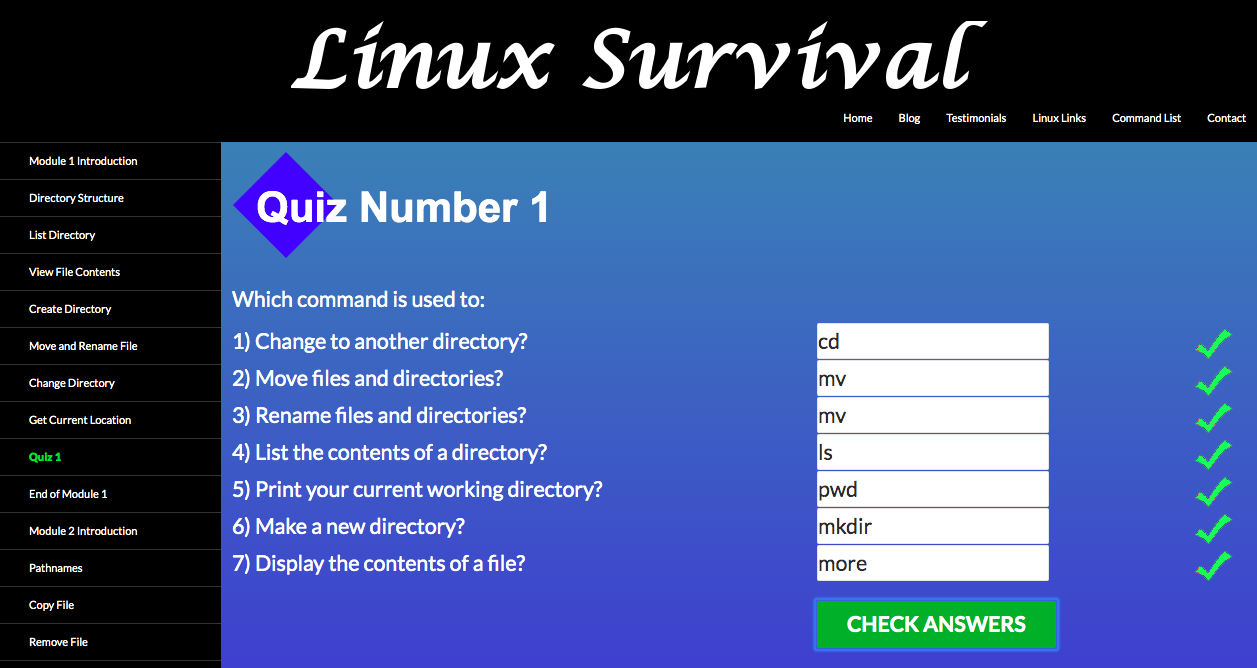 Linux Survival
Home Blog Testimonials Linux Links Command List Contact
Module 1 Introduction
Directory Structure
List Directory
View File Contents
Create Directory
Move and Rename File
Change Directory
Get Current Location
Quiz 1
End of Module 1
Module 2 Introduction
Pathnames
Copy File
Remove File
Quiz Number 1
Which command is used to:
1) Change to another directory? cd
2) Move files and directories? mv
3) Rename files and directories? mv
4) List the contents of a directory? ls
5) Print your current working directory? pwd
6) Make a new directory? mkdir
7) Display the contents of a file? more
CHECK ANSWERS